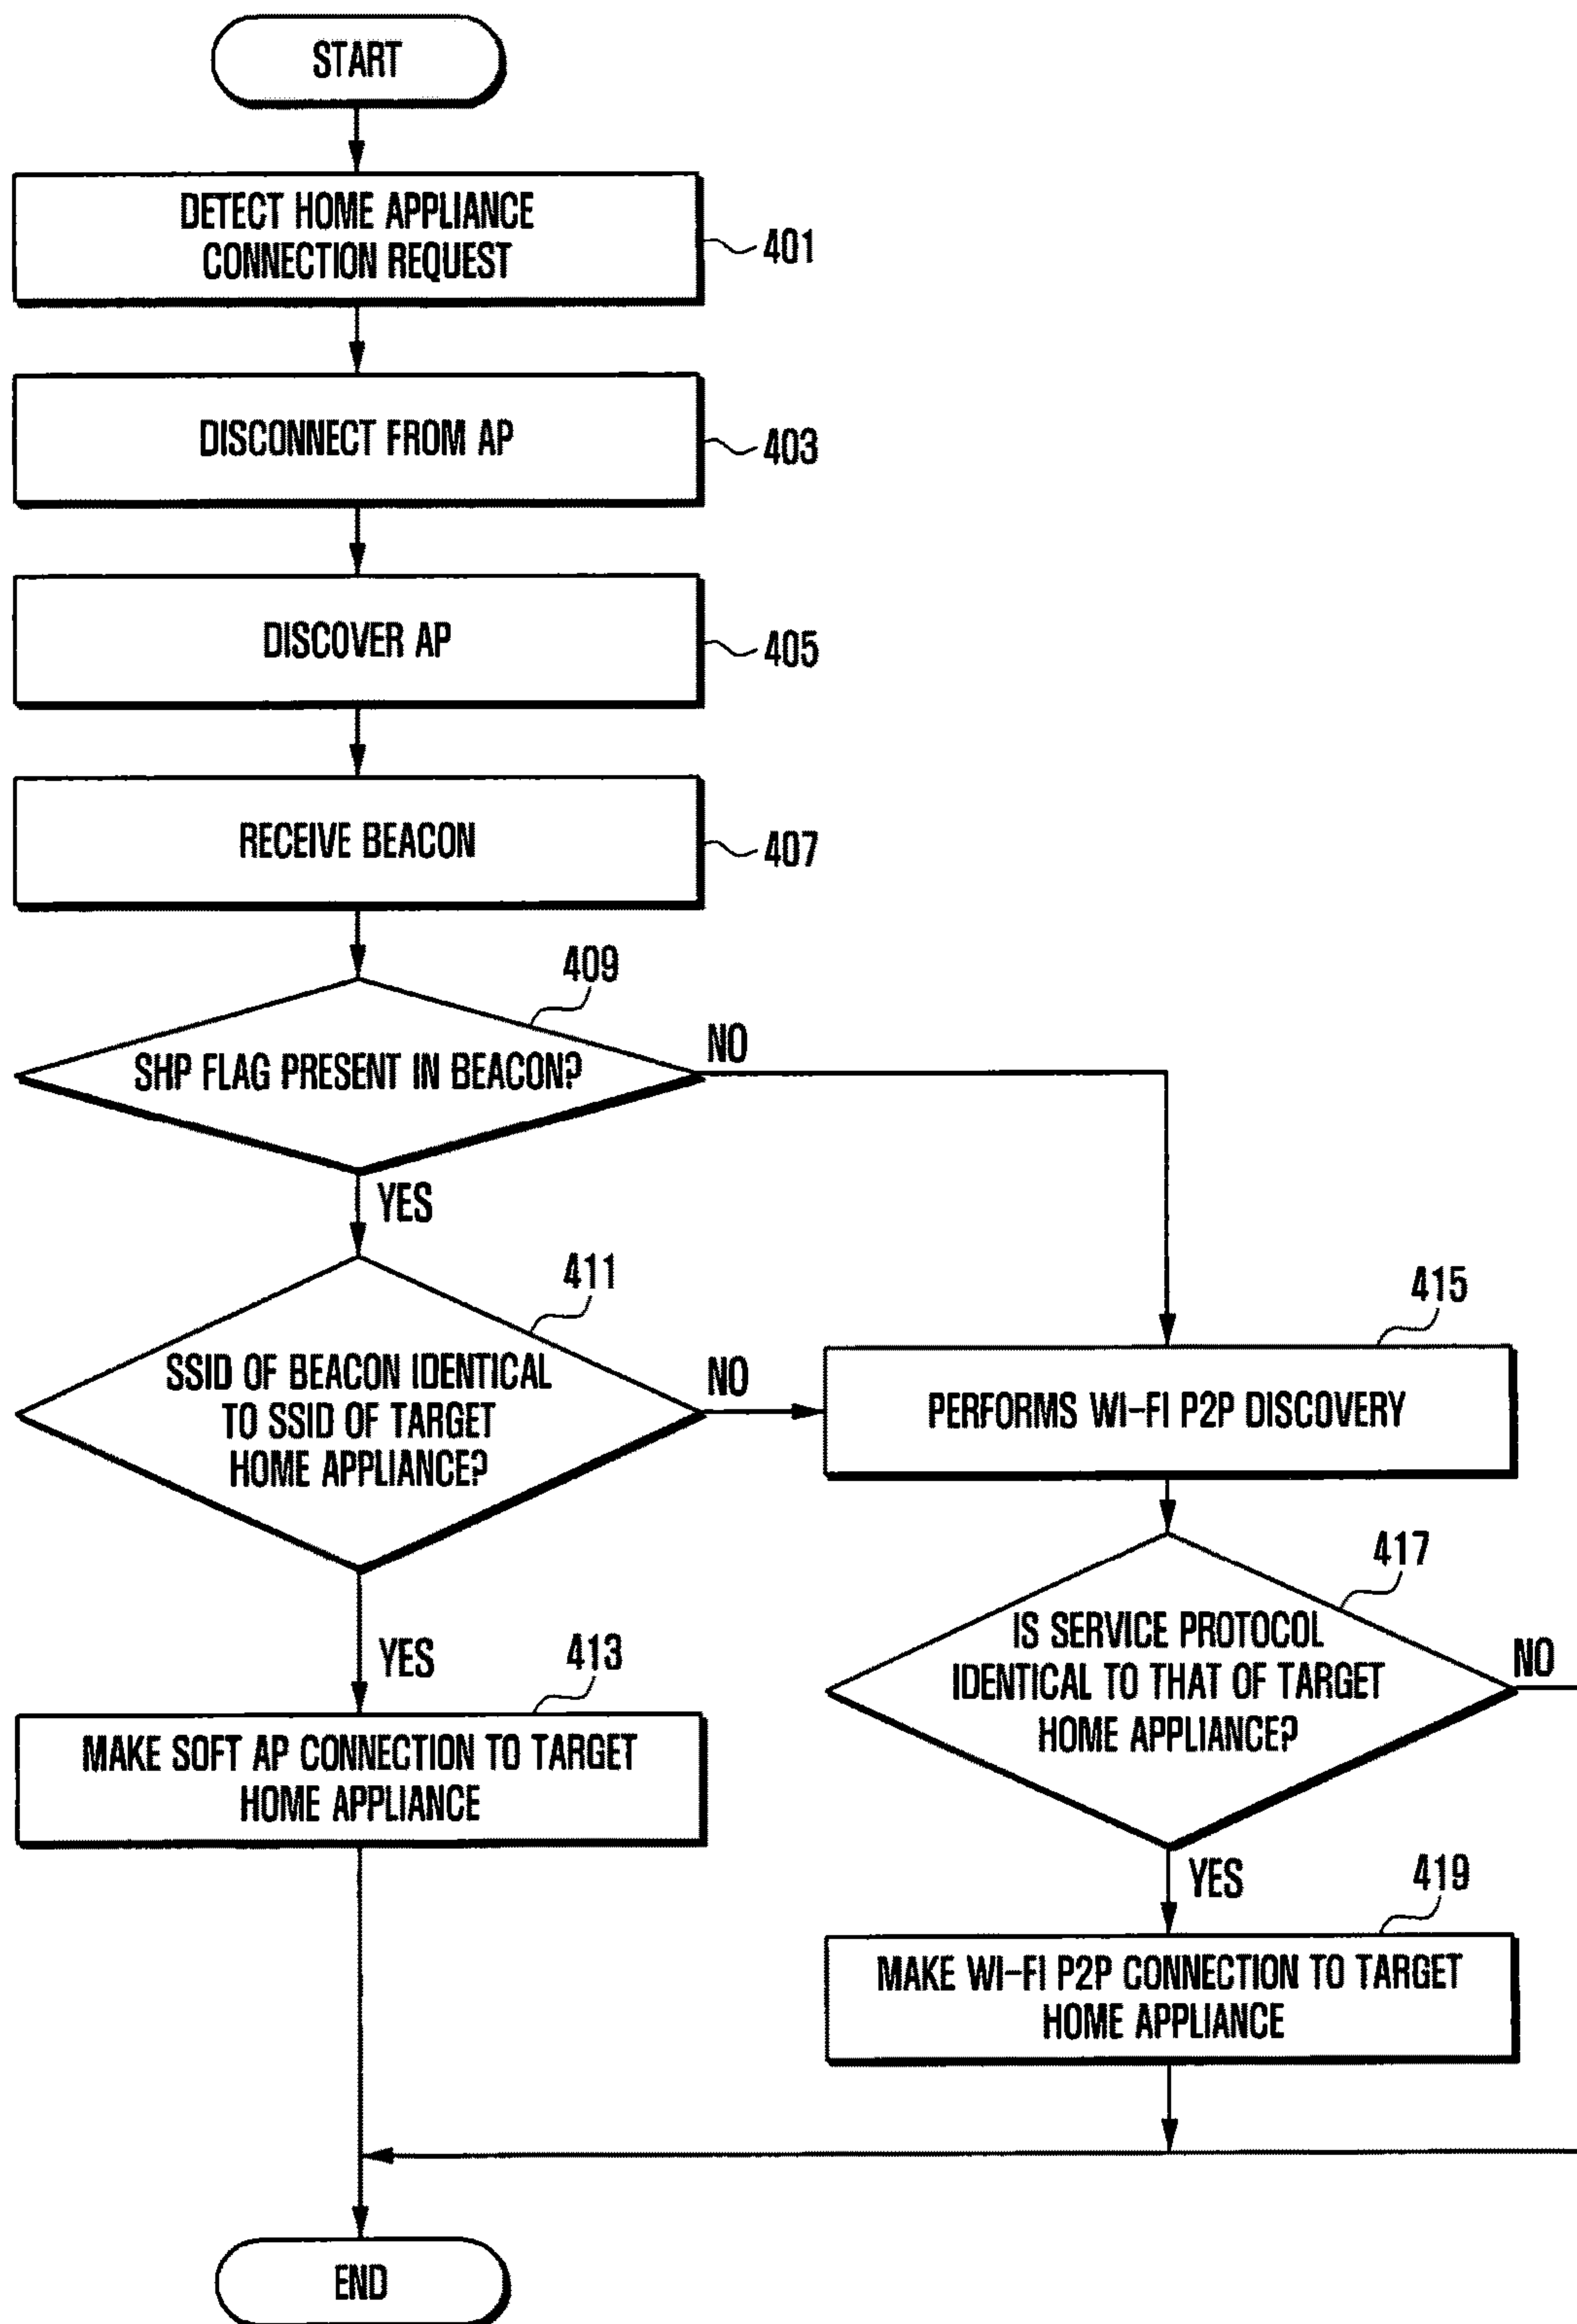 START
DETECT HOME APPLIANCE
CONNECTION REQUEST
401
DISCONNECT FROM AP
403
DISCOVER AP
405
RECEIVE BEACON
407
409
SHP FLAG PRESENT IN BEACON?
NO
YES
411
SSID OF BEACON IDENTICAL
TO SSID OF TARGET
HOME APPLIANCE?
NO
415
PERFORMS WI-FI P2P DISCOVERY
417
IS SERVICE PROTOCOL
IDENTICAL TO THAT OF TARGET
HOME APPLIANCE?
NO
YES
413
MAKE SOFT AP CONNECTION TO TARGET
HOME APPLIANCE
YES
419
MAKE WI-FI P2P CONNECTION TO TARGET
HOME APPLIANCE
END